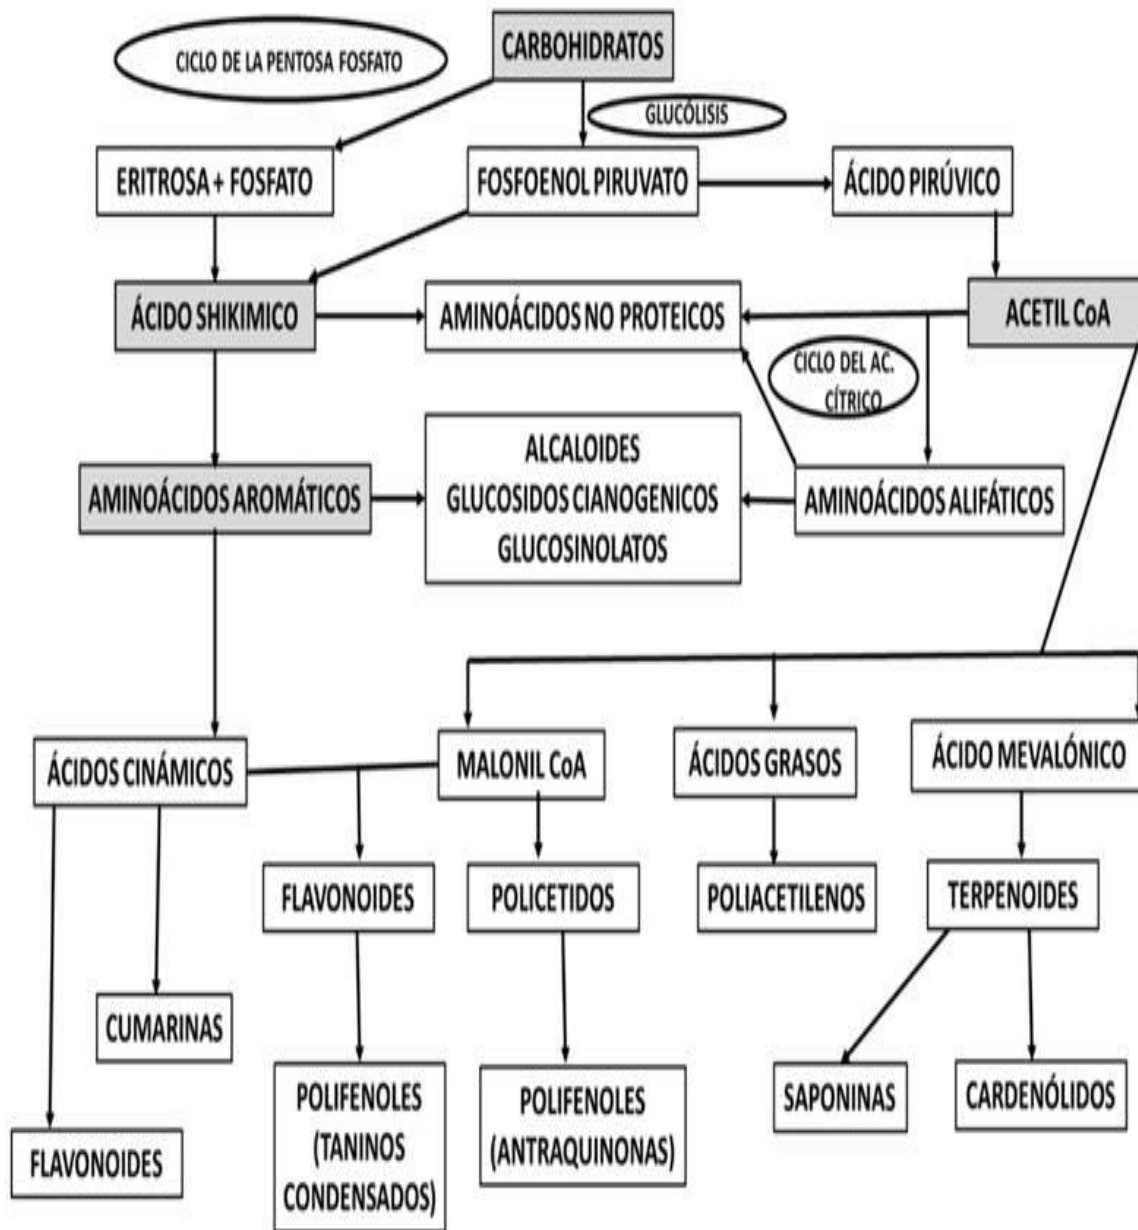 CARBOHIDRATOS
CICLO DE LA PENTOSA FOSFATO
GLUCÓLISIS
ERITROSA + FOSFATO
FOSFOENOL PIRUVATO
ÁCIDO PIRÚVICO
ÁCIDO SHIKIMICO
AMINOÁCIDOS NO PROTEICOS
ACETIL CoA
CICLO DEL AC.
CÍTRICO
AMINOÁCIDOS AROMÁTICOS
ALCALOIDES
GLUCOSIDOS CIANOGENICOS
GLUCOSINOLATOS
AMINOÁCIDOS ALIFÁTICOS
ÁCIDOS CINÁMICOS
MALONIL CoA
ÁCIDOS GRASOS
ÁCIDO MEVALÓNICO
FLAVONOIDES
POLICETIDOS
POLIACETILENOS
TERPENOIDES
CUMARINAS
FLAVONOIDES
POLIFENOLES
(TANINOS
CONDENSADOS)
POLIFENOLES
(ANTRAQUINONAS)
SAPONINAS
CARDENÓLIDOS